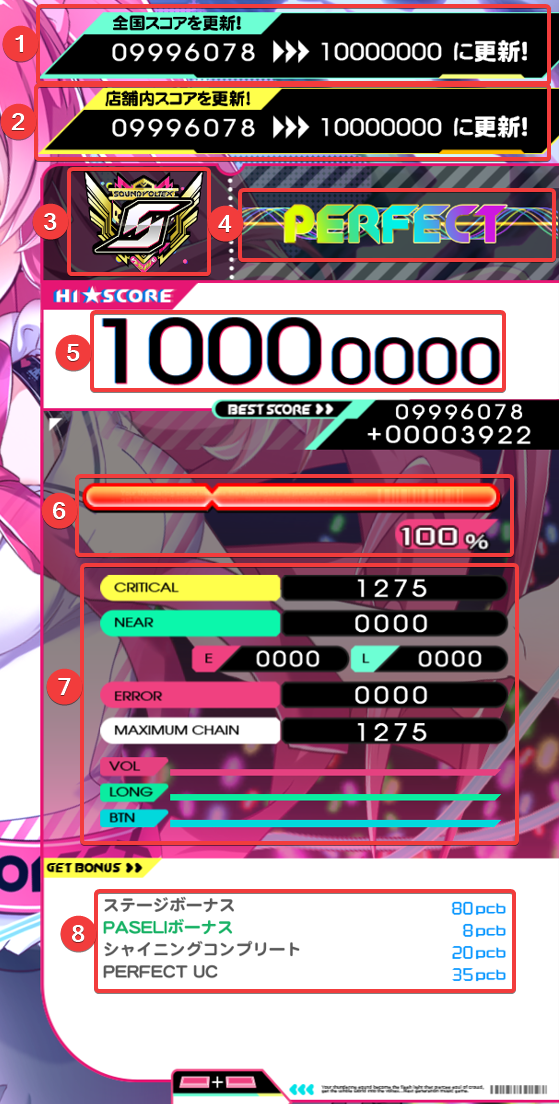 1
全国スコアを更新!
09996078 >>> 10000000 に更新!
2
店舗内スコアを更新!
09996078 >>> 10000000 に更新!
3
SOUND VOLTEX
S
4
PERFECT
HI★SCORE
5
10000000
BEST SCORE >>
09996078
+00003922
6
100%
7
CRITICAL 1275
NEAR 0000
E 0000 L 0000
ERROR 0000
MAXIMUM CHAIN 1275
VOL
LONG
BTN
GET BONUS >>
8
ステージボーナス 80pcb
PASELIボーナス 8pcb
シャイニングコンプリート 20pcb
PERFECT UC 35pcb
+